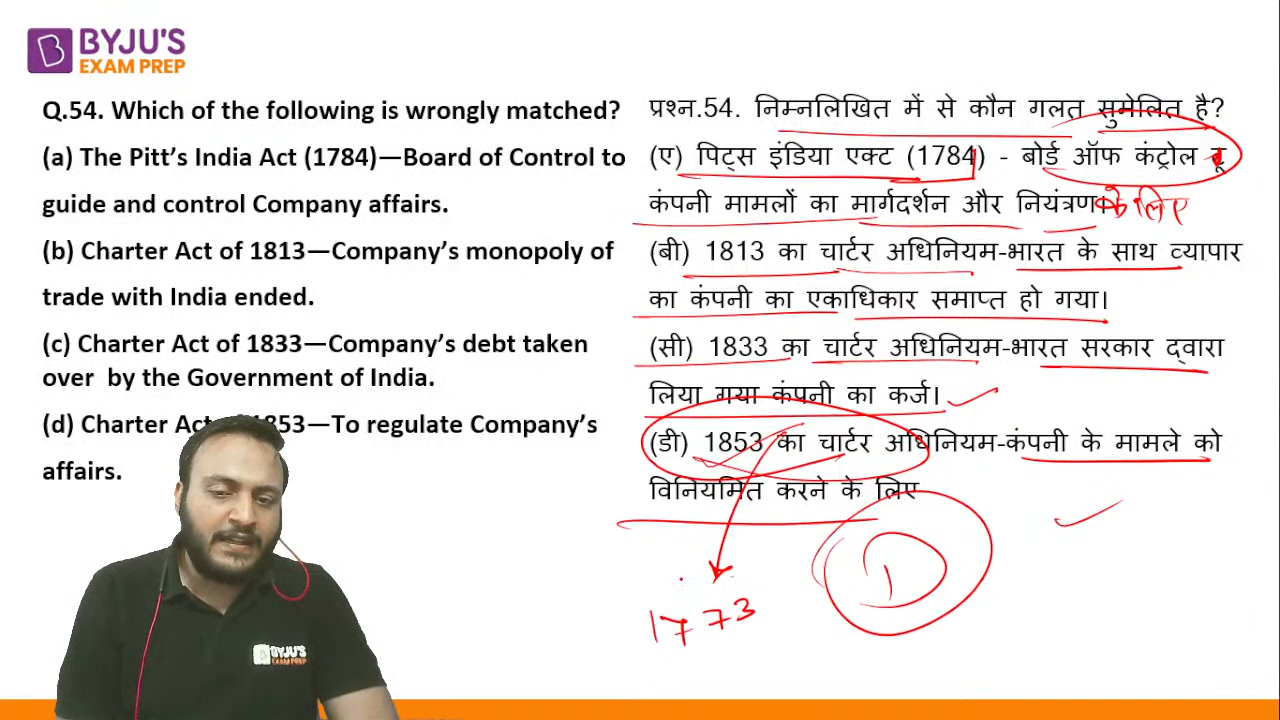 BYJU'S
EXAM PREP
Q.54. Which of the following is wrongly matched?
(a) The Pitt's India Act (1784)—Board of Control to
guide and control Company affairs.
(b) Charter Act of 1813—Company's monopoly of
trade with India ended.
(c) Charter Act of 1833—Company's debt taken
over by the Government of India.
(d) Charter Act of 1853—To regulate Company's
affairs.
प्रश्न.54. निम्नलिखित में से कौन गलत सुमेलित है?
(ए) पिट्स इंडिया एक्ट (1784) - बोर्ड ऑफ कंट्रोल टू
कंपनी मामलों का मार्गदर्शन और नियंत्रण। के लिए
(बी) 1813 का चार्टर अधिनियम-भारत के साथ व्यापार
का कंपनी का एकाधिकार समाप्त हो गया।
(सी) 1833 का चार्टर अधिनियम-भारत सरकार द्वारा
लिया गया कंपनी का कर्ज।
(डी) 1853 का चार्टर अधिनियम-कंपनी के मामले को
विनियमित करने के लिए
D
1773
BYJU'S
EXAM PREP